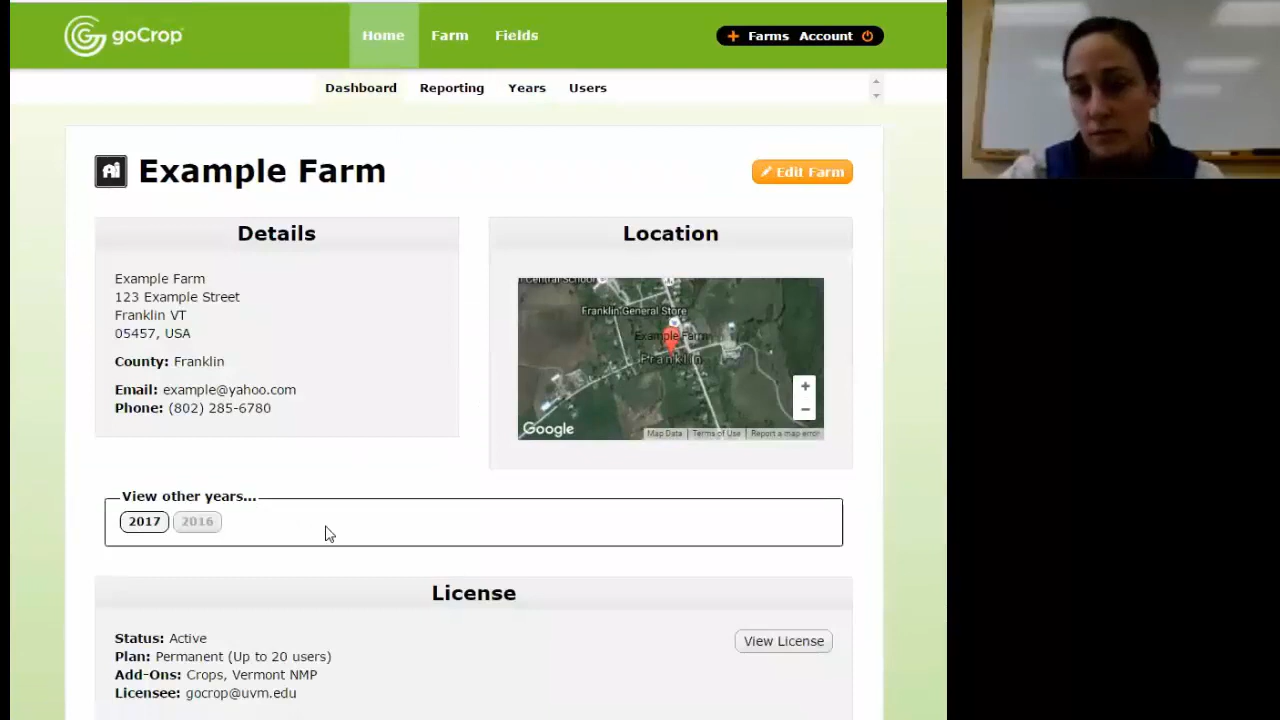 goCrop
Home Farm Fields
+ Farms Account
Dashboard Reporting Years Users
Example Farm
Edit Farm
Details
Example Farm
123 Example Street
Franklin VT
05457, USA
County: Franklin
Email: example@yahoo.com
Phone: (802) 285-6780
Location
n Central School
Franklin General Store
Example Farm
Franklin
+
−
Google
Map Data Terms of Use Report a map error
View other years...
2017 2016
License
Status: Active
Plan: Permanent (Up to 20 users)
Add-Ons: Crops, Vermont NMP
Licensee: gocrop@uvm.edu
View License